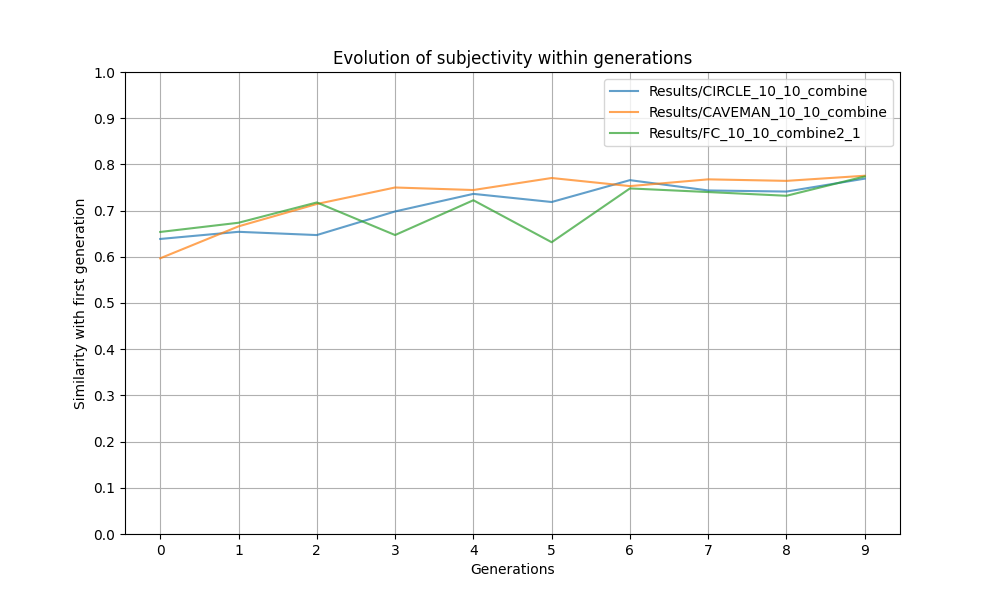 Evolution of subjectivity within generations
Results/CIRCLE_10_10_combine
Results/CAVEMAN_10_10_combine
Results/FC_10_10_combine2_1
Similarity with first generation
1.0
0.9
0.8
0.7
0.6
0.5
0.4
0.3
0.2
0.1
0.0
0 1 2 3 4 5 6 7 8 9
Generations